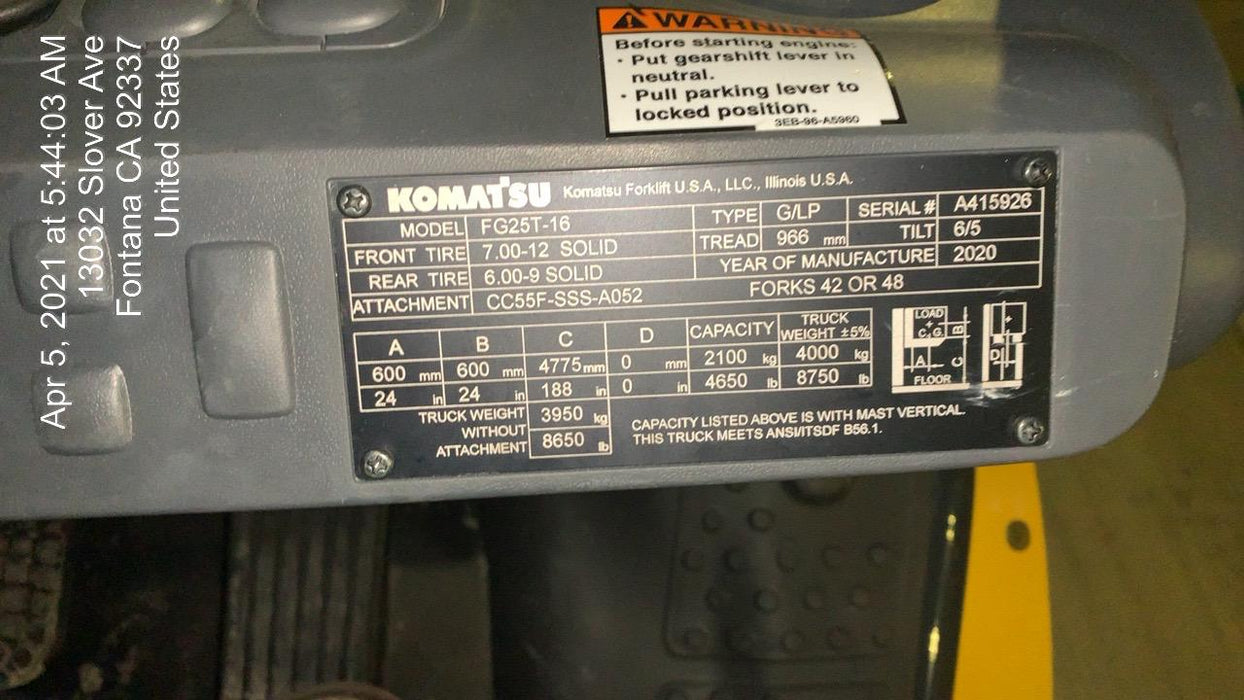 Apr 5, 2021 at 5:44:03 AM
13032 Slover Ave
Fontana CA 92337
United States
WARNING
Before starting engine:
· Put gearshift lever in
neutral.
· Pull parking lever to
locked position.
3EB-96-A5960
KOMATSU Komatsu Forklift U.S.A., LLC., Illinois U.S.A.
MODEL FG25T-16 TYPE G/LP SERIAL # A415926
FRONT TIRE 7.00-12 SOLID TREAD 966 mm TILT 6/5
REAR TIRE 6.00-9 SOLID YEAR OF MANUFACTURE 2020
ATTACHMENT CC55F-SSS-A052 FORKS 42 OR 48
A B C D CAPACITY TRUCK WEIGHT ±5%
600 mm 600 mm 4775 mm 0 mm 2100 kg 4000 kg
24 in 24 in 188 in 0 in 4650 lb 8750 lb
TRUCK WEIGHT WITHOUT ATTACHMENT 3950 kg
8650 lb
LOAD
C.G. B
A C D
FLOOR
CAPACITY LISTED ABOVE IS WITH MAST VERTICAL.
THIS TRUCK MEETS ANSI/ITSDF B56.1.